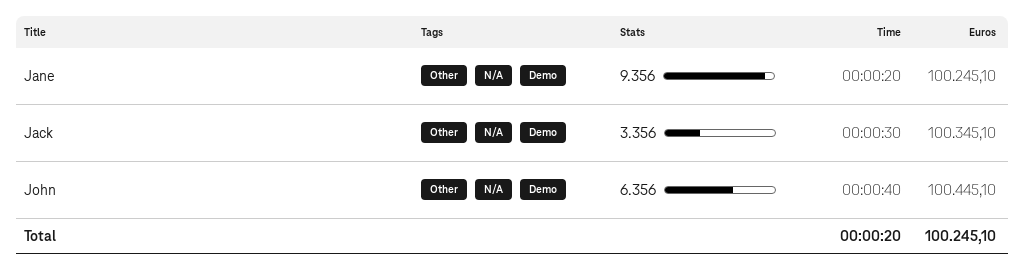 Title Tags Stats Time Euros
Jane Other N/A Demo 9.356 00:00:20 100.245,10
Jack Other N/A Demo 3.356 00:00:30 100.345,10
John Other N/A Demo 6.356 00:00:40 100.445,10
Total 00:00:20 100.245,10